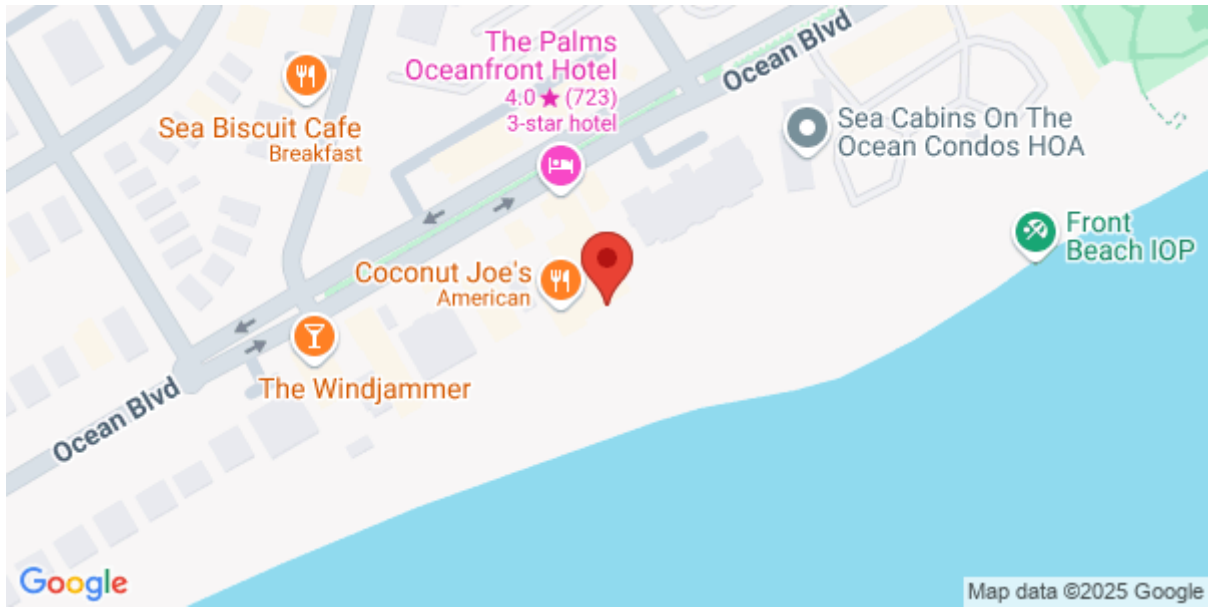 The Palms
Oceanfront Hotel
4.0 ★ (723)
3-star hotel
Ocean Blvd
Sea Biscuit Cafe
Breakfast
Sea Cabins On The
Ocean Condos HOA
Front
Beach IOP
Coconut Joe's
American
The Windjammer
Ocean Blvd
Google
Map data ©2025 Google